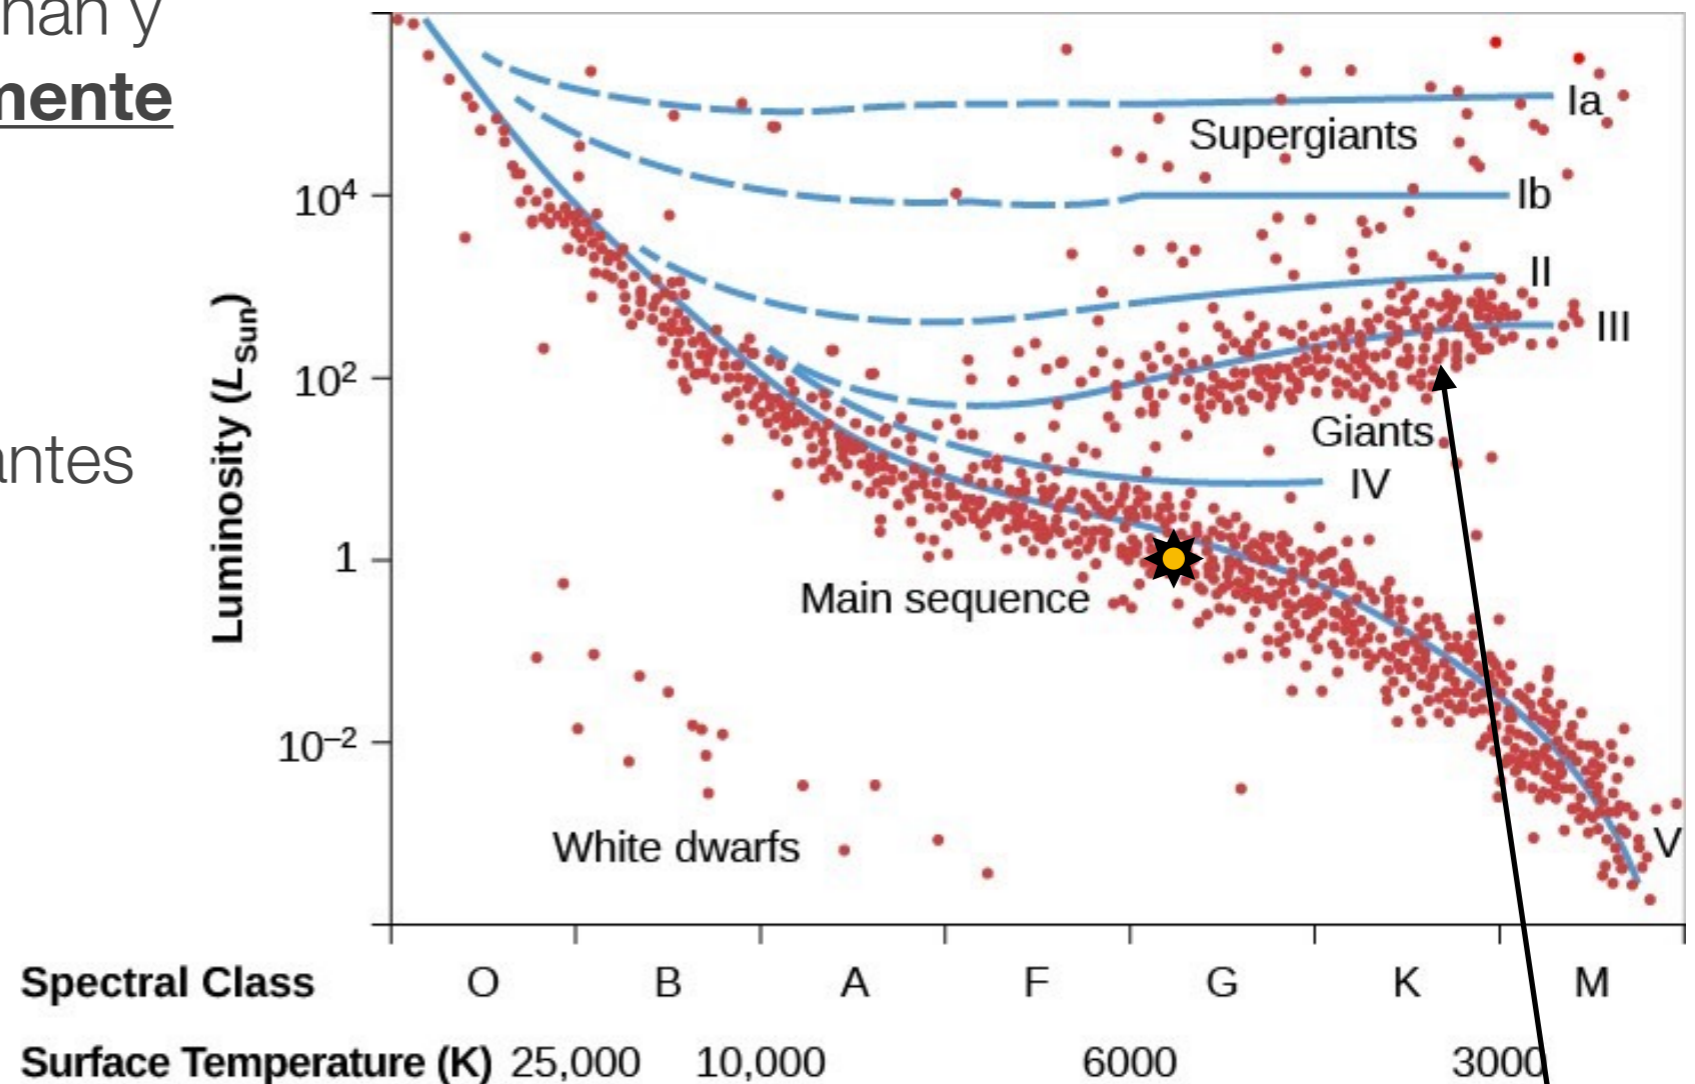 nan y
mente
antes
Luminosity (L_Sun)
10⁴
10²
1
10⁻²
Ia
Supergiants
Ib
II
III
Giants
IV
Main sequence
White dwarfs
V
Spectral Class O B A F G K M
Surface Temperature (K) 25,000 10,000 6000 3000